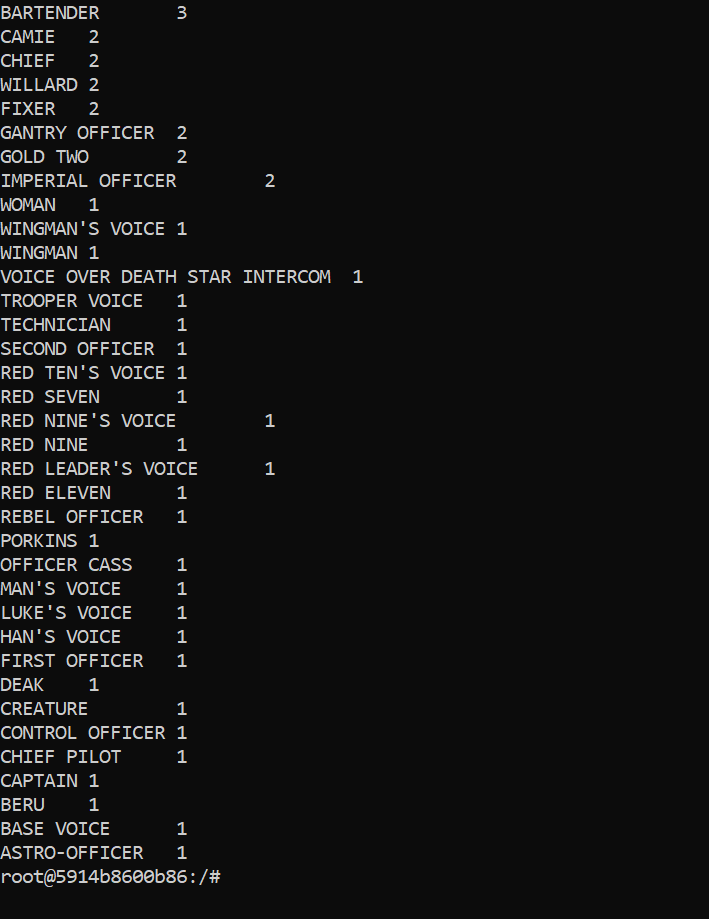 BARTENDER 3
CAMIE 2
CHIEF 2
WILLARD 2
FIXER 2
GANTRY OFFICER 2
GOLD TWO 2
IMPERIAL OFFICER 2
WOMAN 1
WINGMAN'S VOICE 1
WINGMAN 1
VOICE OVER DEATH STAR INTERCOM 1
TROOPER VOICE 1
TECHNICIAN 1
SECOND OFFICER 1
RED TEN'S VOICE 1
RED SEVEN 1
RED NINE'S VOICE 1
RED NINE 1
RED LEADER'S VOICE 1
RED ELEVEN 1
REBEL OFFICER 1
PORKINS 1
OFFICER CASS 1
MAN'S VOICE 1
LUKE'S VOICE 1
HAN'S VOICE 1
FIRST OFFICER 1
DEAK 1
CREATURE 1
CONTROL OFFICER 1
CHIEF PILOT 1
CAPTAIN 1
BERU 1
BASE VOICE 1
ASTRO-OFFICER 1
root@5914b8600b86:/#